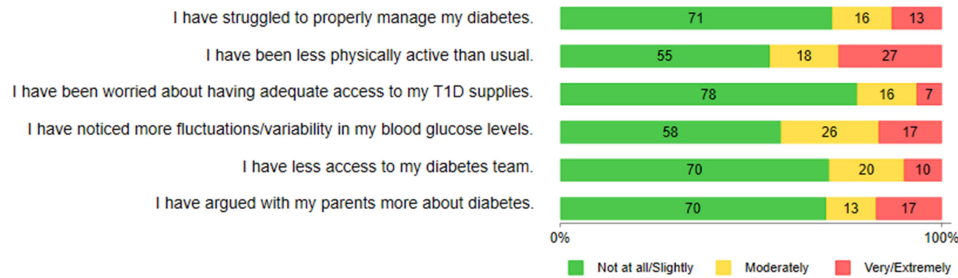 I have struggled to properly manage my diabetes. 71 16 13
I have been less physically active than usual. 55 18 27
I have been worried about having adequate access to my T1D supplies. 78 16 7
I have noticed more fluctuations/variability in my blood glucose levels. 58 26 17
I have less access to my diabetes team. 70 20 10
I have argued with my parents more about diabetes. 70 13 17
0% 100%
Not at all/Slightly Moderately Very/Extremely